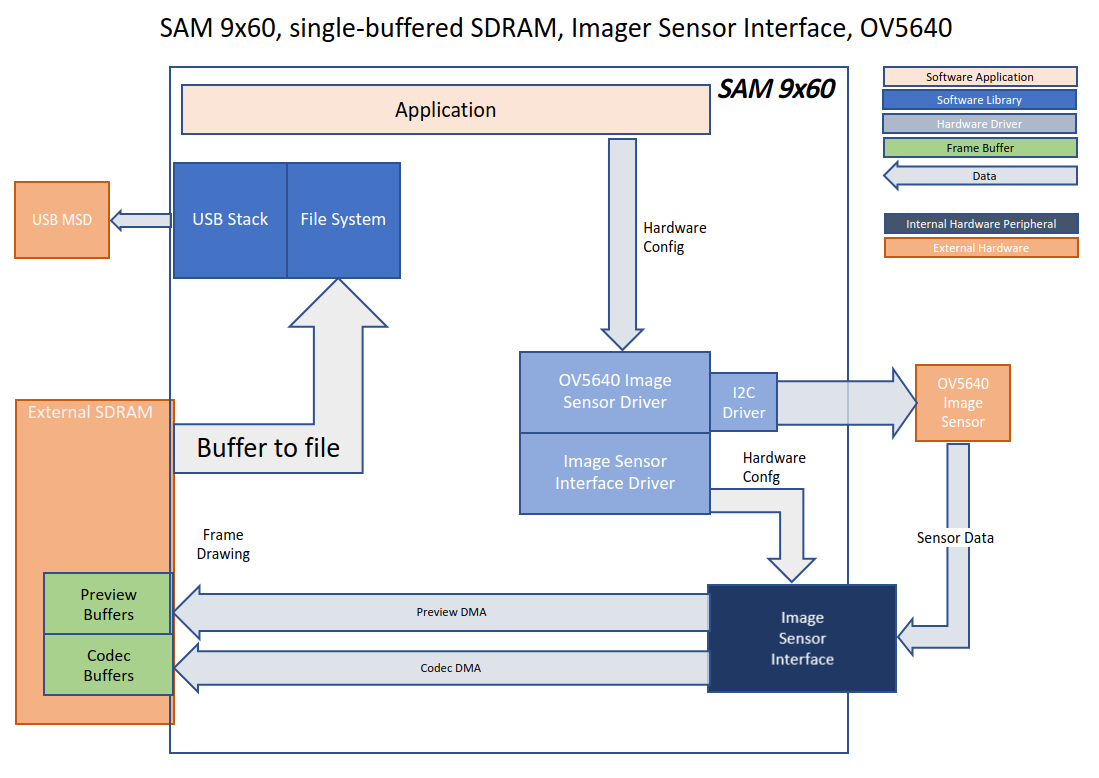 SAM 9x60, single-buffered SDRAM, Imager Sensor Interface, OV5640
SAM 9x60
Application
Software Application
Software Library
Hardware Driver
Frame Buffer
Data
Internal Hardware Peripheral
External Hardware
USB MSD
USB Stack
File System
Hardware
Config
OV5640 Image
Sensor Driver
I2C
Driver
OV5640
Image
Sensor
External SDRAM
Buffer to file
Image Sensor
Interface Driver
Hardware
Confg
Frame
Drawing
Sensor Data
Preview
Buffers
Preview DMA
Image
Sensor
Interface
Codec
Buffers
Codec DMA